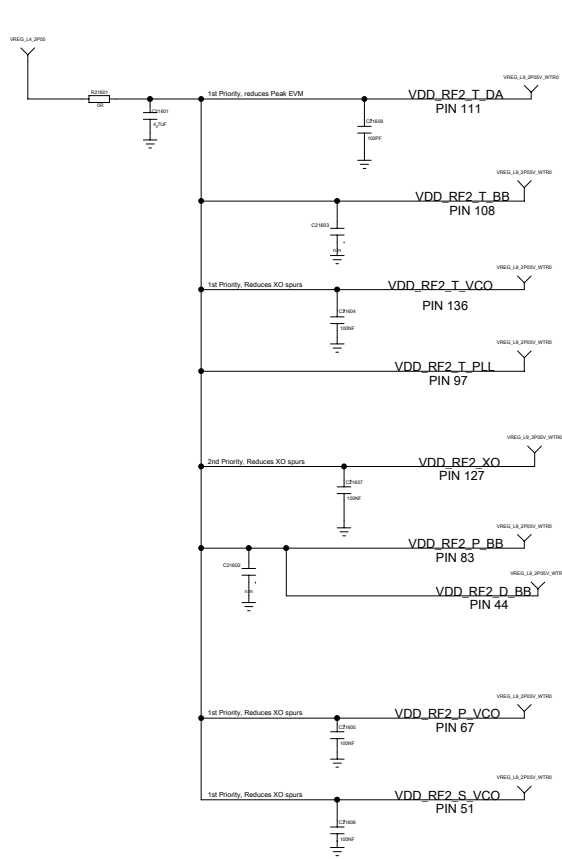 VREG_L4_2P05
R21601
0R
C21601
4,7UF
1st Priority, reduces Peak EVM
VDD_RF2_T_DA
PIN 111
VREG_L9_2P05V_WTR0
C21609
100PF
VDD_RF2_T_BB
PIN 108
VREG_L9_2P05V_WTR0
C21603
n.m
1st Priority, Reduces XO spurs
VDD_RF2_T_VCO
PIN 136
VREG_L9_2P05V_WTR0
C21604
100NF
VDD_RF2_T_PLL
PIN 97
VREG_L9_2P05V_WTR0
2nd Priority, Reduces XO spurs
VDD_RF2_XO
PIN 127
VREG_L9_2P05V_WTR0
C21607
100NF
VDD_RF2_P_BB
PIN 83
VREG_L9_2P05V_WTR0
C21602
n.m
VDD_RF2_D_BB
PIN 44
VREG_L9_2P05V_WTR
1st Priority, Reduces XO spurs
VDD_RF2_P_VCO
PIN 67
VREG_L9_2P05V_WTR0
C21605
100NF
1st Priority, Reduces XO spurs
VDD_RF2_S_VCO
PIN 51
VREG_L9_2P05V_WTR0
C21606
100NF